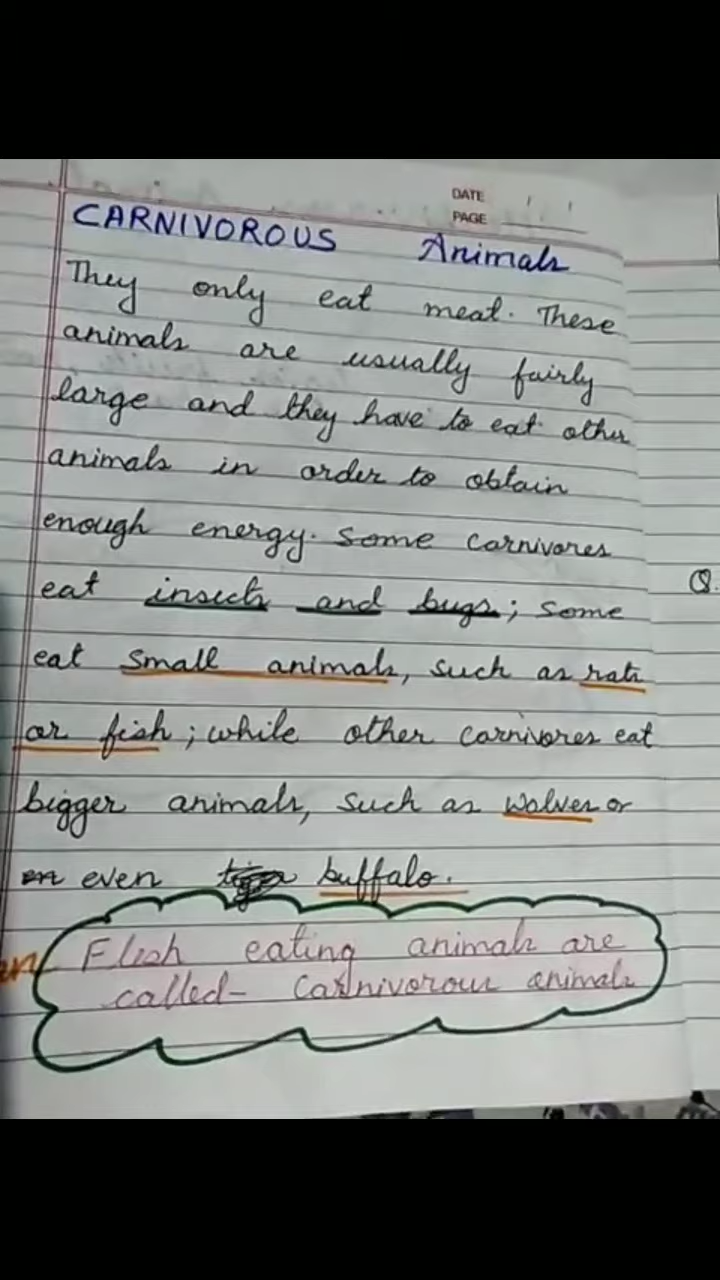 DATE
PAGE
CARNIVOROUS Animals
They only eat meat. These
animals are usually fairly
large and they have to eat other
animals in order to obtain
enough energy. Some carnivores
eat insects and bugs; some
eat small animals, such as rats
or fish; while other carnivores eat
bigger animals, such as wolves or
even buffalo.
Flesh eating animals are
called- Carnivorous animals
Q.